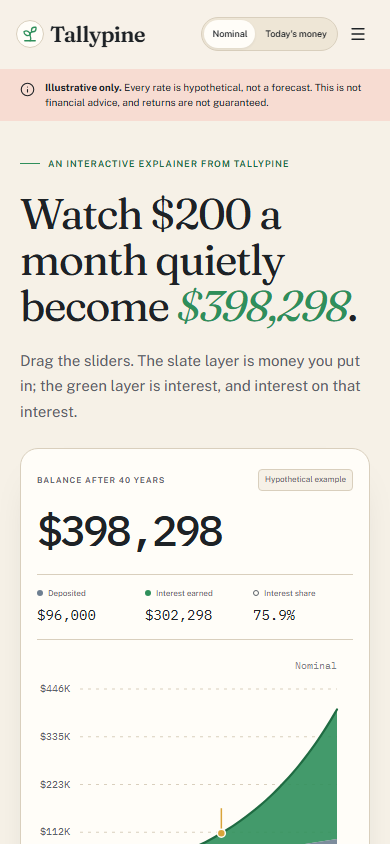 Tallypine
Nominal
Today's money
Illustrative only. Every rate is hypothetical, not a forecast. This is not
financial advice, and returns are not guaranteed.
AN INTERACTIVE EXPLAINER FROM TALLYPINE
Watch $200 a
month quietly
become $398,298.
Drag the sliders. The slate layer is money you put
in; the green layer is interest, and interest on that
interest.
BALANCE AFTER 40 YEARS
Hypothetical example
$398,298
Deposited
Interest earned
Interest share
$96,000
$302,298
75.9%
Nominal
$446K
$335K
$223K
$112K